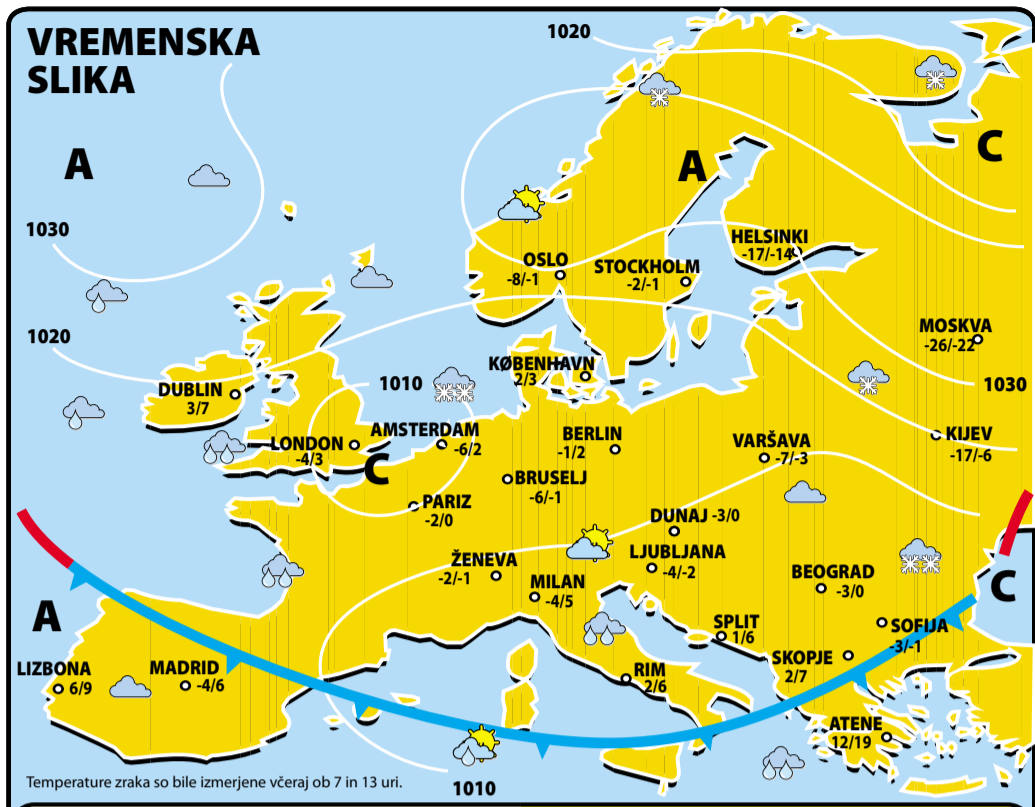 VREMENSKA
SLIKA
1020
A
C
A
1030
HELSINKI
-17/-14
OSLO
-8/-1
STOCKHOLM
-2/-1
MOSKVA
-26/-22
1020
KØBENHAVN
2/3
1010
1030
DUBLIN
3/7
AMSTERDAM
-6/2
LONDON
-4/3
BERLIN
-1/2
VARŠAVA
-7/-3
KIJEV
-17/-6
C
BRUSELJ
-6/-1
PARIZ
-2/0
DUNAJ -3/0
ŽENEVA
-2/-1
LJUBLJANA
-4/-2
MILAN
-4/5
BEOGRAD
-3/0
C
A
SPLIT
1/6
SOFIJA
-3/-1
SKOPJE
2/7
LIZBONA
6/9
MADRID
-4/6
RIM
2/6
ATENE
12/19
Temperature zraka so bile izmerjene včeraj ob 7 in 13 uri.
1010